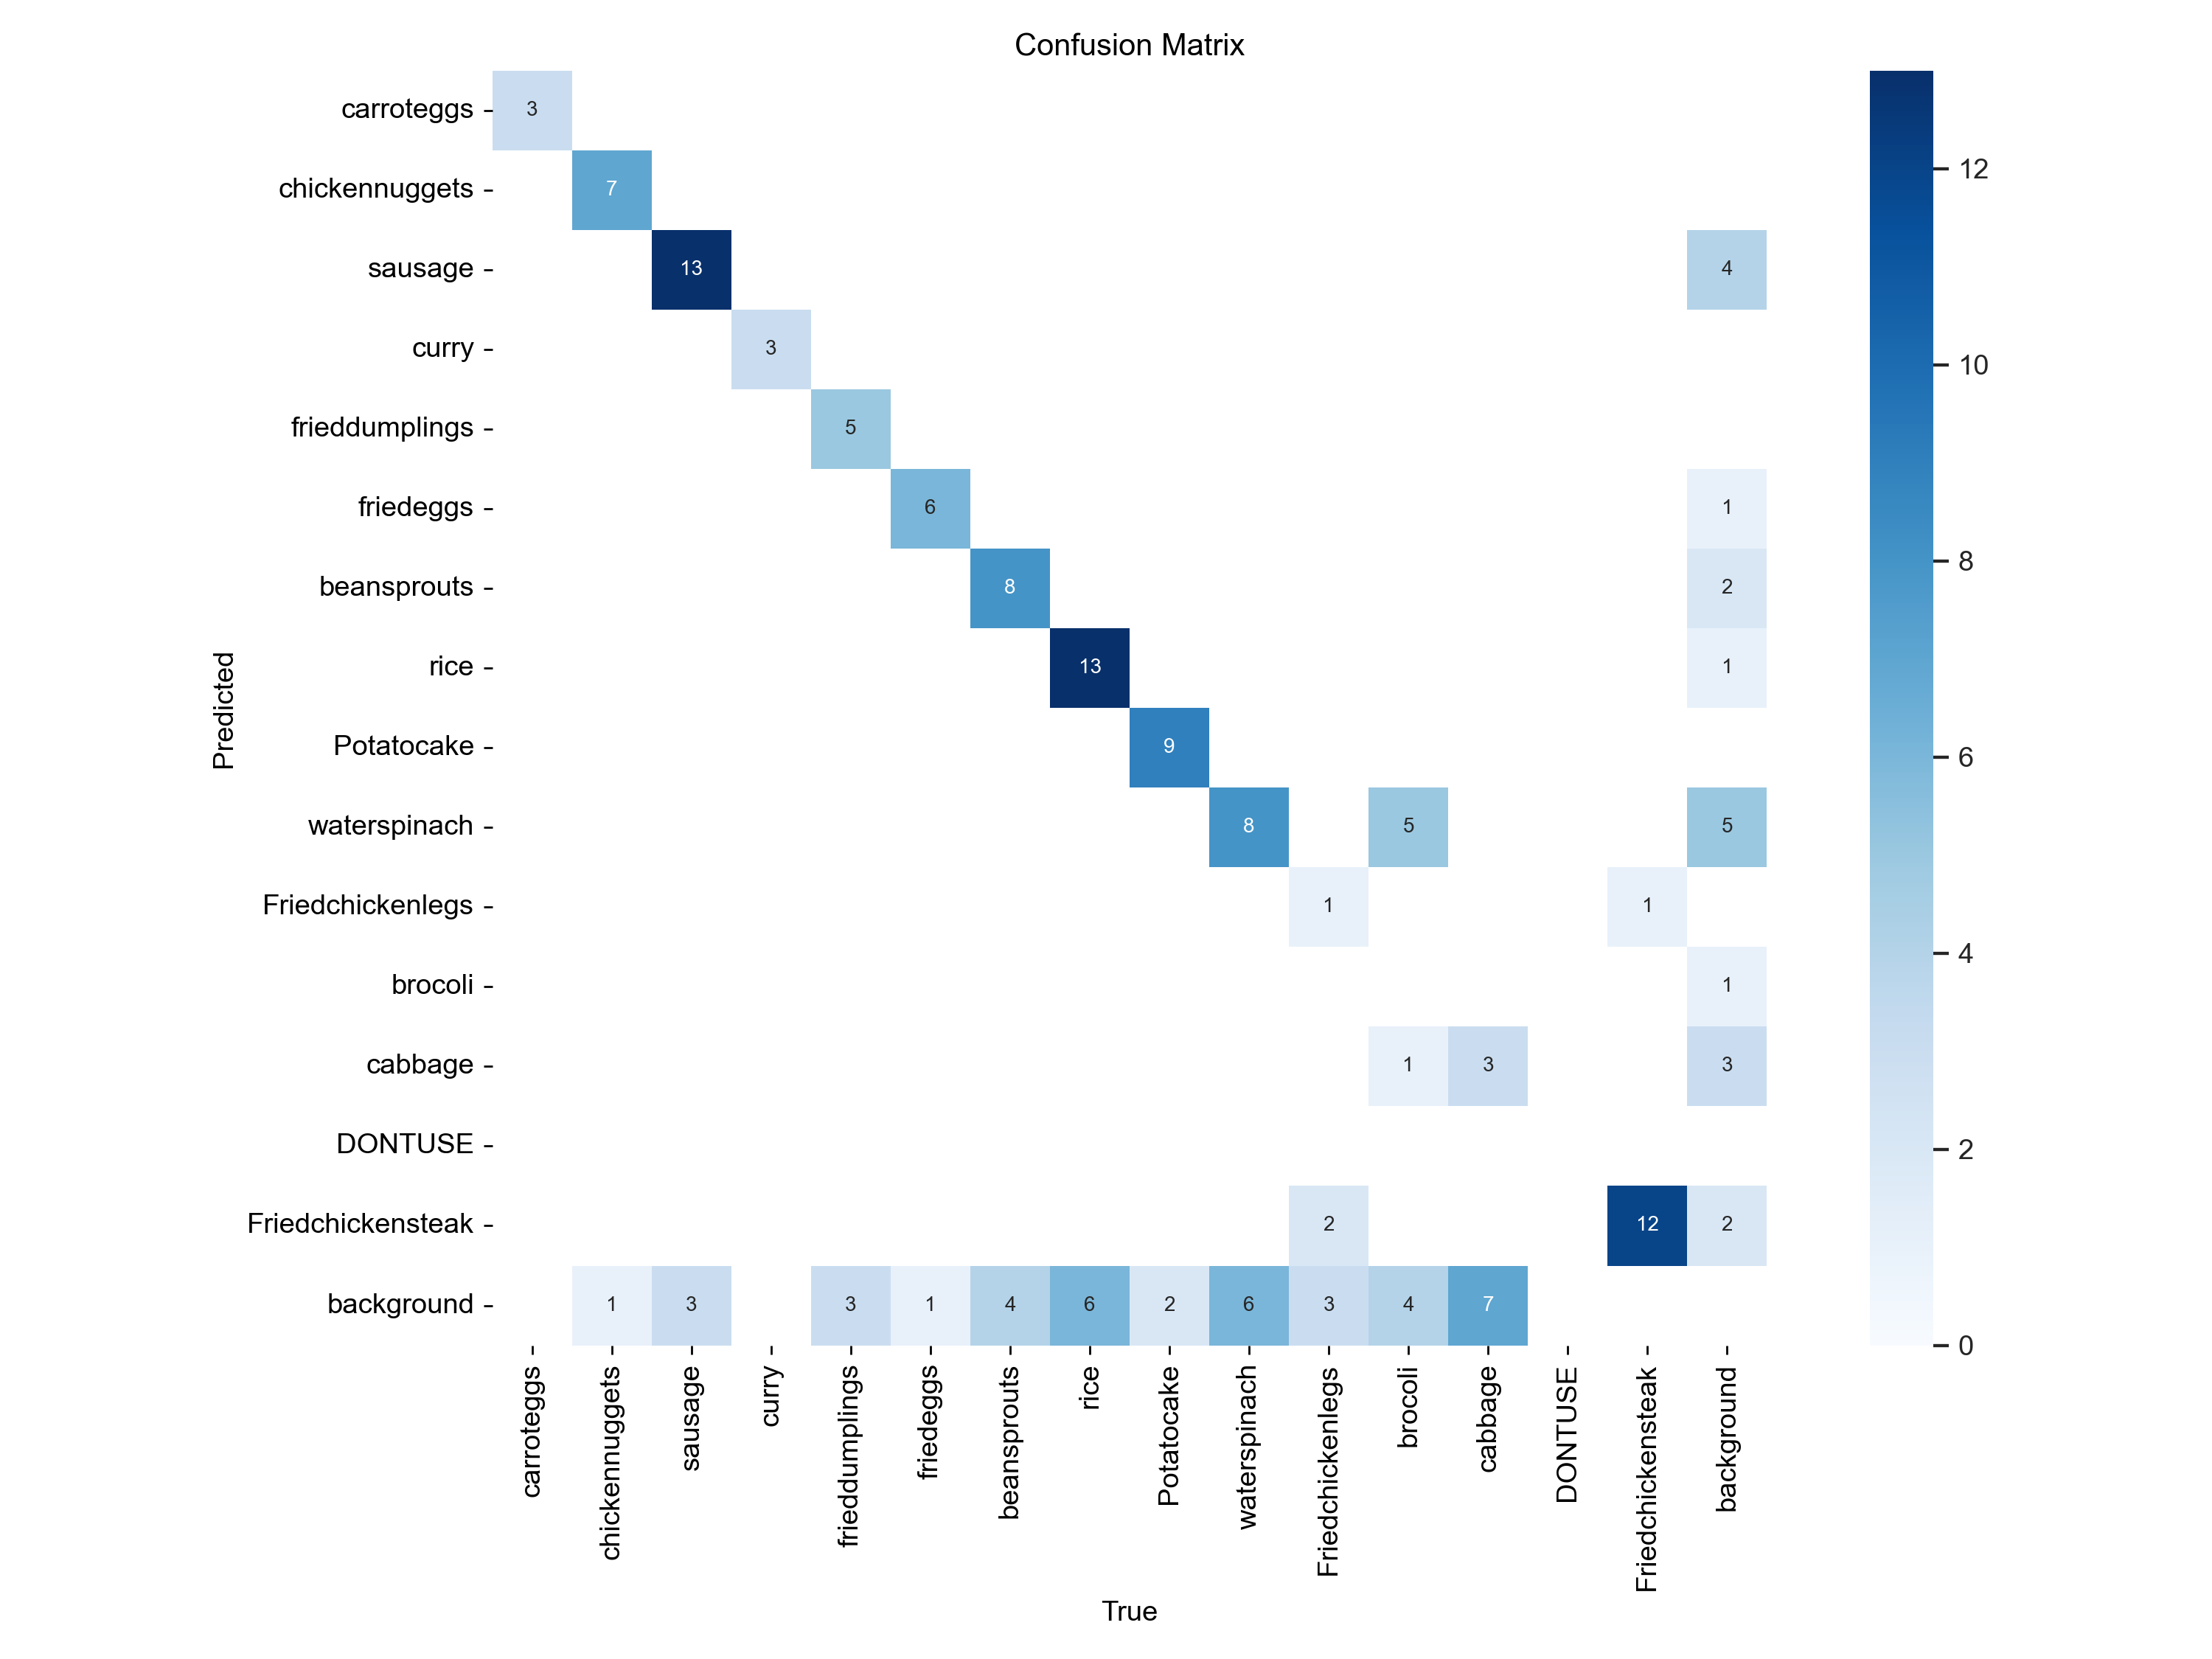 Confusion Matrix
carroteggs 3
chickennuggets 7
sausage 13 4
curry 3
frieddumplings 5
friedeggs 6 1
beansprouts 8 2
rice 13 1
Potatocake 9
waterspinach 8 5 5
Friedchickenlegs 1 1
brocoli 1
cabbage 1 3 3
DONTUSE
Friedchickensteak 2 12 2
background 1 3 3 1 4 6 2 6 3 4 7
Predicted
carroteggs
chickennuggets
sausage
curry
frieddumplings
friedeggs
beansprouts
rice
Potatocake
waterspinach
Friedchickenlegs
brocoli
cabbage
DONTUSE
Friedchickensteak
background
True
12
10
8
6
4
2
0